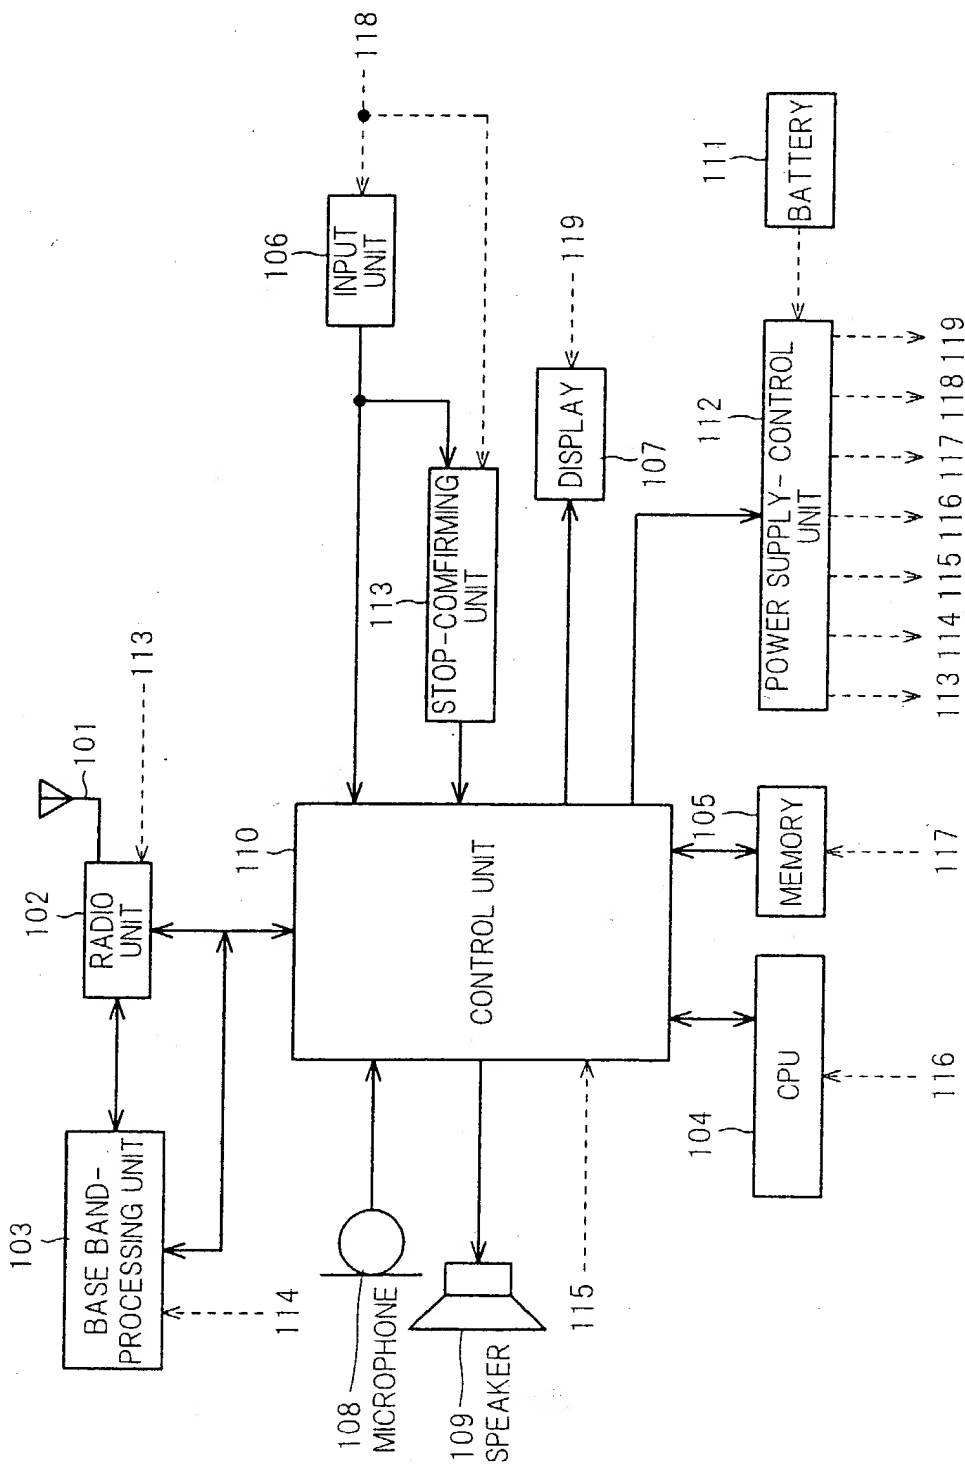 101
102
RADIO
UNIT
113
103
BASE BAND-
PROCESSING UNIT
114
110
CONTROL UNIT
106
INPUT
UNIT
118
113
STOP-COMFIRMING
UNIT
DISPLAY
107
119
108
MICROPHONE
109
SPEAKER
115
104
CPU
116
105
MEMORY
117
112
POWER SUPPLY-CONTROL
UNIT
111
BATTERY
113 114 115 116 117 118 119